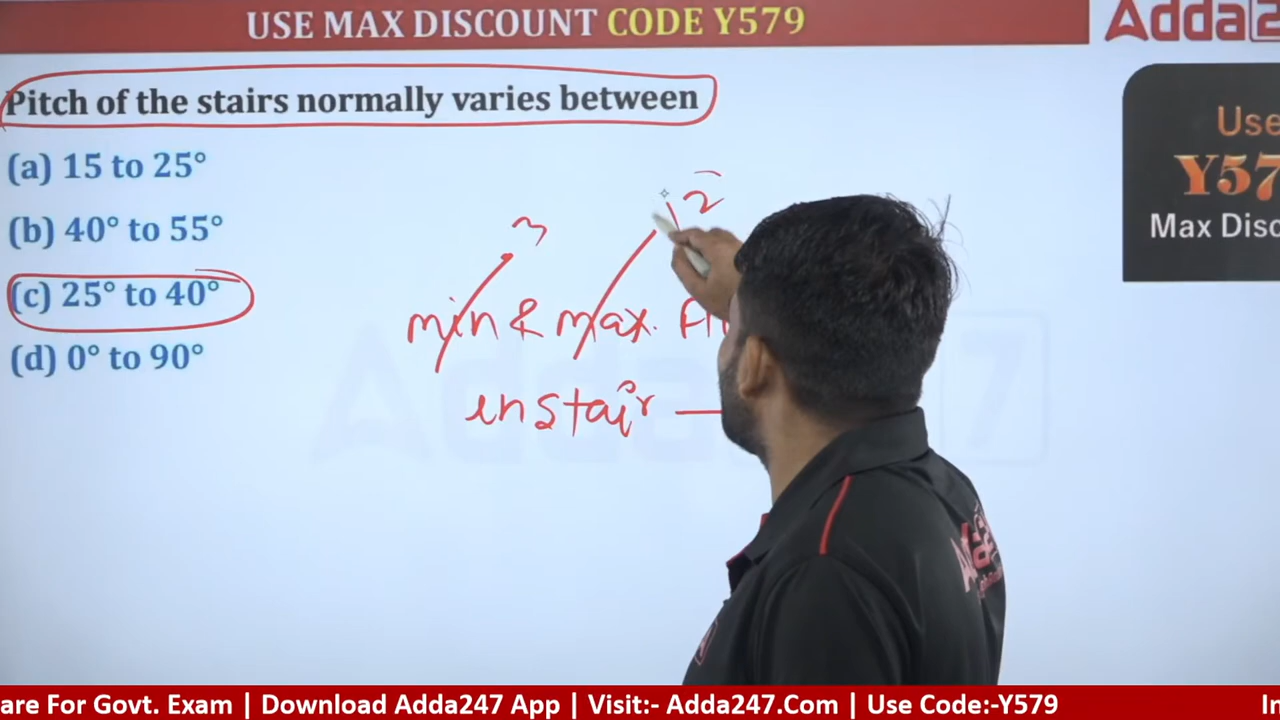 USE MAX DISCOUNT CODE Y579
Adda2
Pitch of the stairs normally varies between
(a) 15 to 25°
(b) 40° to 55°
(c) 25° to 40°
(d) 0° to 90°
Use
Y57
Max Disc
3
12
min & max.
in stair —
are For Govt. Exam | Download Adda247 App | Visit:- Adda247.Com | Use Code:-Y579
In